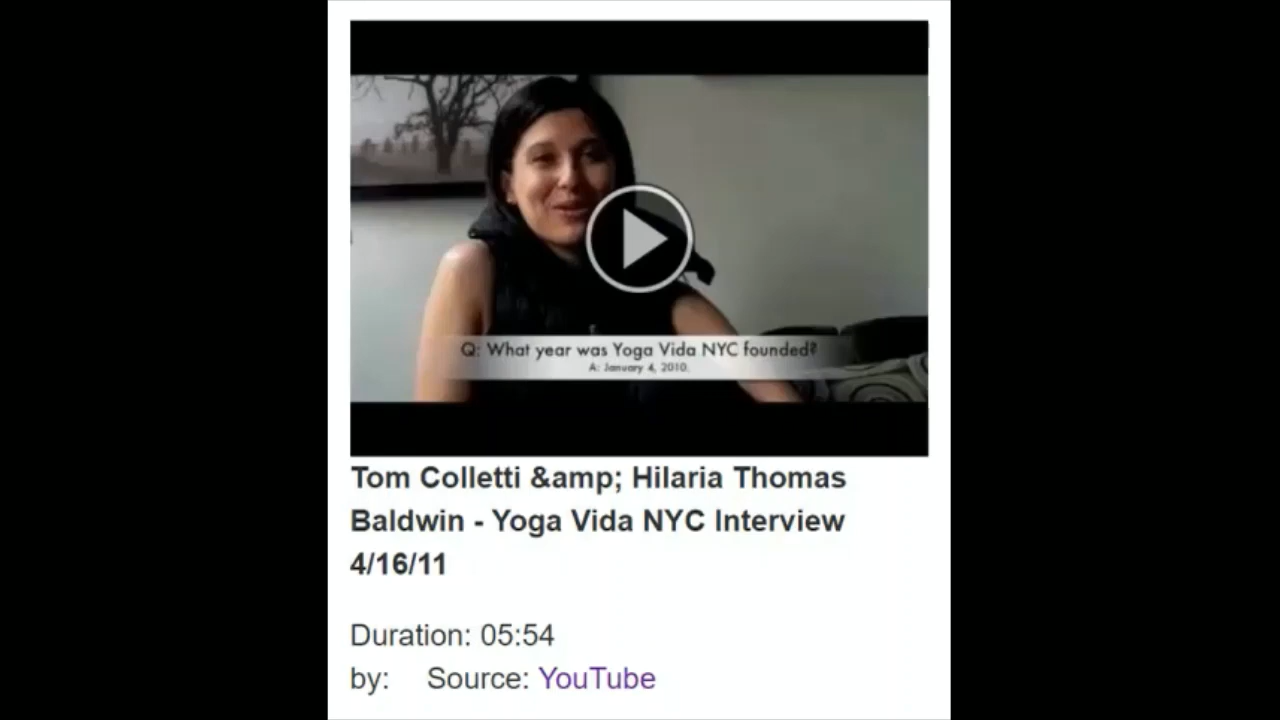 Q: What year was Yoga Vida NYC founded?
A: January 4, 2010.
Tom Colletti &amp; Hilaria Thomas
Baldwin - Yoga Vida NYC Interview
4/16/11
Duration: 05:54
by: Source: YouTube